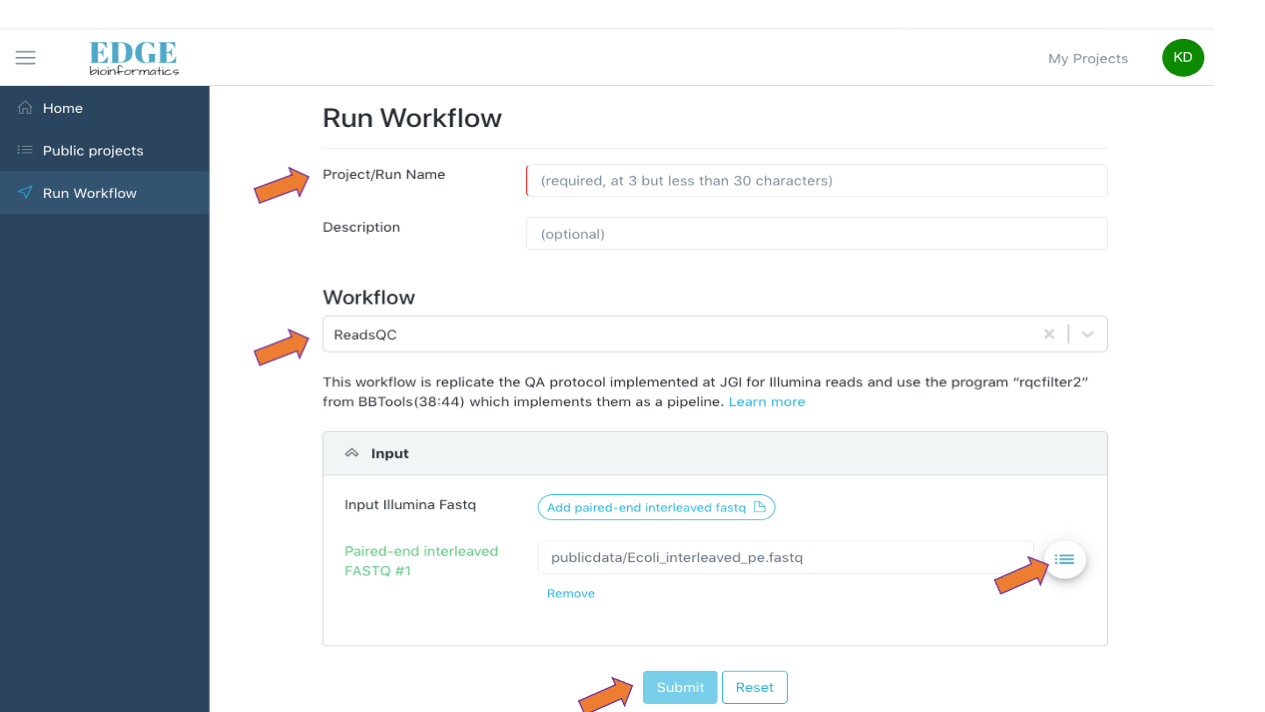 EDGE
bioinformatics
My Projects
KD
Home
Public projects
Run Workflow
Run Workflow
Project/Run Name
(required, at 3 but less than 30 characters)
Description
(optional)
Workflow
ReadsQC
This workflow is replicate the QA protocol implemented at JGI for Illumina reads and use the program “rqcfilter2”
from BBTools(38:44) which implements them as a pipeline. Learn more
Input
Input Illumina Fastq
Add paired-end interleaved fastq
Paired-end interleaved
FASTQ #1
publicdata/Ecoli_interleaved_pe.fastq
Remove
Submit
Reset